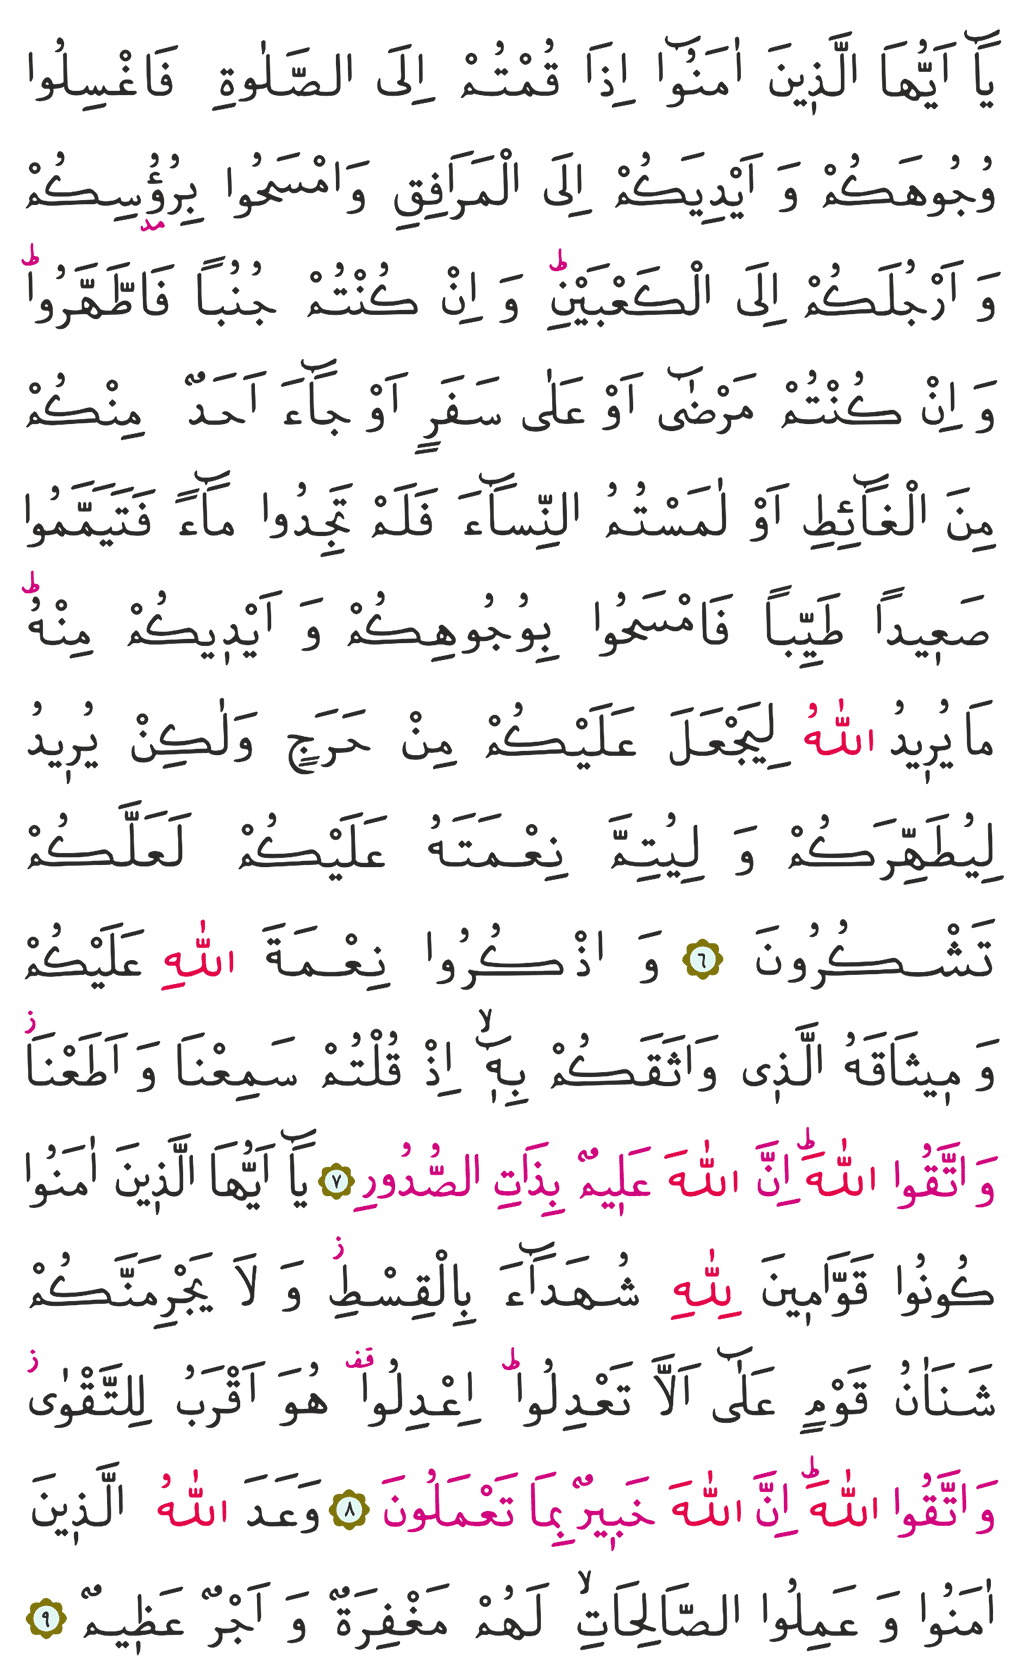 يَٓا اَيُّهَا الَّذ۪ينَ اٰمَنُٓوا اِذَا قُمْتُمْ اِلَى الصَّلٰوةِ فَاغْسِلُوا
وُجُوهَكُمْ وَ اَيْدِيَكُمْ اِلَى الْمَرَافِقِ وَامْسَحُوا بِرُؤُ۫سِكُمْ
وَ اَرْجُلَكُمْ اِلَى الْكَعْبَيْنِۜ وَ اِنْ كُنْتُمْ جُنُباً فَاطَّهَّرُواۜ
وَ اِنْ كُنْتُمْ مَرْضٰٓى اَوْ عَلٰى سَفَرٍ اَوْ جَٓاءَ اَحَدٌ مِنْكُمْ
مِنَ الْغَٓائِطِ اَوْ لٰمَسْتُمُ النِّسَٓاءَ فَلَمْ تَجِدُوا مَٓاءً فَتَيَمَّمُوا
صَع۪يداً طَيِّباً فَامْسَحُوا بِوُجُوهِكُمْ وَ اَيْد۪يكُمْ مِنْهُۜ
مَا يُر۪يدُ اللّٰهُ لِيَجْعَلَ عَلَيْكُمْ مِنْ حَرَجٍ وَلٰكِنْ يُر۪يدُ
لِيُطَهِّرَكُمْ وَ لِيُتِمَّ نِعْمَتَهُ عَلَيْكُمْ لَعَلَّكُمْ
تَشْكُرُونَ ٦ وَ اذْكُرُوا نِعْمَةَ اللّٰهِ عَلَيْكُمْ
وَ م۪يثَاقَهُ الَّذ۪ى وَاثَقَكُمْ بِه۪ٓۙ اِذْ قُلْتُمْ سَمِعْنَا وَ اَطَعْنَاۘ
وَ اتَّقُوا اللّٰهَۜ اِنَّ اللّٰهَ عَل۪يمٌ بِذَاتِ الصُّدُورِ ٧ يَٓا اَيُّهَا الَّذ۪ينَ اٰمَنُوا
كُونُوا قَوَّام۪ينَ لِلّٰهِ شُهَدَٓاءَ بِالْقِسْطِۘ وَ لَا يَجْرِمَنَّكُمْ
شَنَاٰنُ قَوْمٍ عَلٰٓى اَلَّا تَعْدِلُواۜ اِعْدِلُوا۠ هُوَ اَقْرَبُ لِلتَّقْوٰىۘ
وَ اتَّقُوا اللّٰهَۜ اِنَّ اللّٰهَ خَب۪يرٌ بِمَا تَعْمَلُونَ ٨ وَعَدَ اللّٰهُ الَّذ۪ينَ
اٰمَنُوا وَ عَمِلُوا الصَّالِحَاتِۙ لَهُمْ مَغْفِرَةٌ وَ اَجْرٌ عَظ۪يمٌ ٩